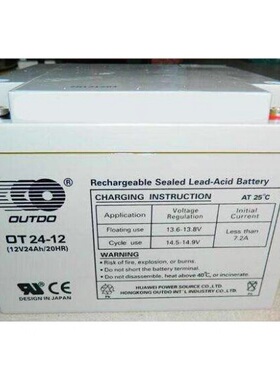 ®
OUTDO
OT 24-12
(12V24Ah/20HR)
Rechargeable Sealed Lead-Acid Battery
CHARGING INSTRUCTION AT 25℃
Application Voltage Regulation Initial Current
Floating use 13.6-13.8V Less than 7.2A
Cycle use 14.5-14.9V
WARNING
• Risk of fire, explosion, or burns.
• Do not short the battery terminal.
• Do not disassemble, heat above 40℃, or incinerate.
DESIGN IN JAPAN
HUAWEI POWER SOURCE CO.,LTD
HONGKONG OUTDO INT'L INDUSTRY CO.,LTD
Pb
Pb